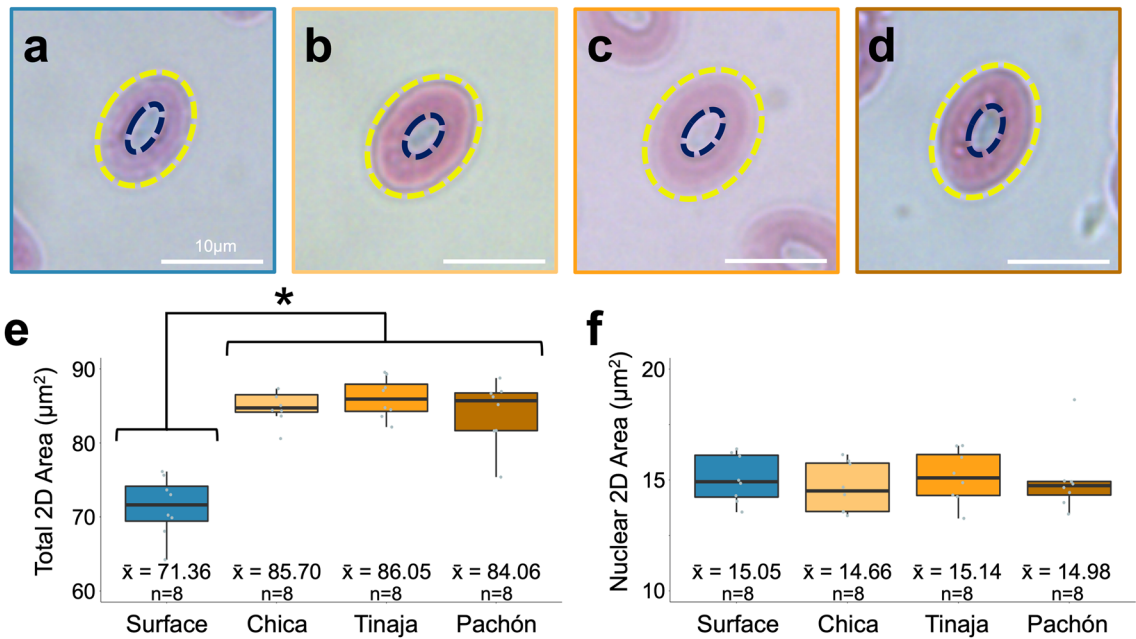 a
b
c
d
10µm
e
*
Total 2D Area (µm²)
90
80
70
60
x̄ = 71.36
n=8
x̄ = 85.70
n=8
x̄ = 86.05
n=8
x̄ = 84.06
n=8
Surface
Chica
Tinaja
Pachón
f
Nuclear 2D Area (µm²)
20
15
10
x̄ = 15.05
n=8
x̄ = 14.66
n=8
x̄ = 15.14
n=8
x̄ = 14.98
n=8
Surface
Chica
Tinaja
Pachón